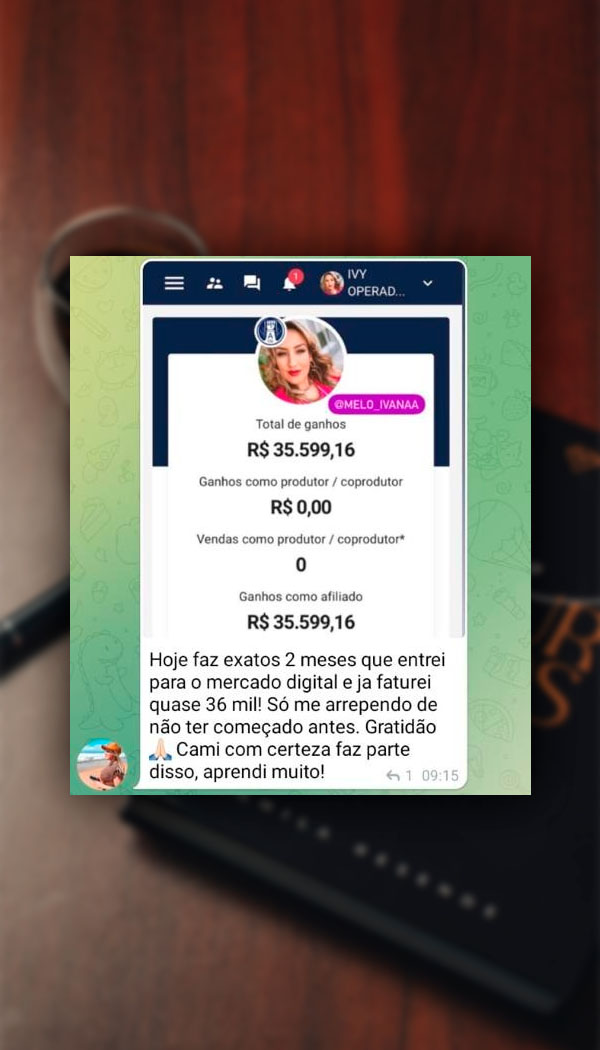 1
IVY
OPERAD...
@MELO_IVANAA
Total de ganhos
R$ 35.599,16
Ganhos como produtor / coprodutor
R$ 0,00
Vendas como produtor / coprodutor*
0
Ganhos como afiliado
R$ 35.599,16
Hoje faz exatos 2 meses que entrei
para o mercado digital e ja faturei
quase 36 mil! Só me arrependo de
não ter começado antes. Gratidão
🙏🏻 Cami com certeza faz parte
disso, aprendi muito!
1 09:15